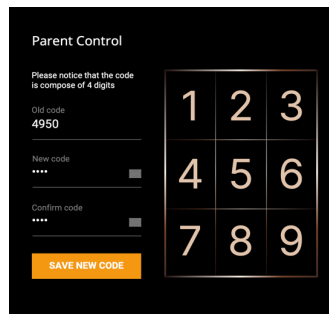 Parent Control
Please notice that the code
is compose of 4 digits
Old code
4950
New code
••••
Confirm code
••••
SAVE NEW CODE
1 2 3
4 5 6
7 8 9